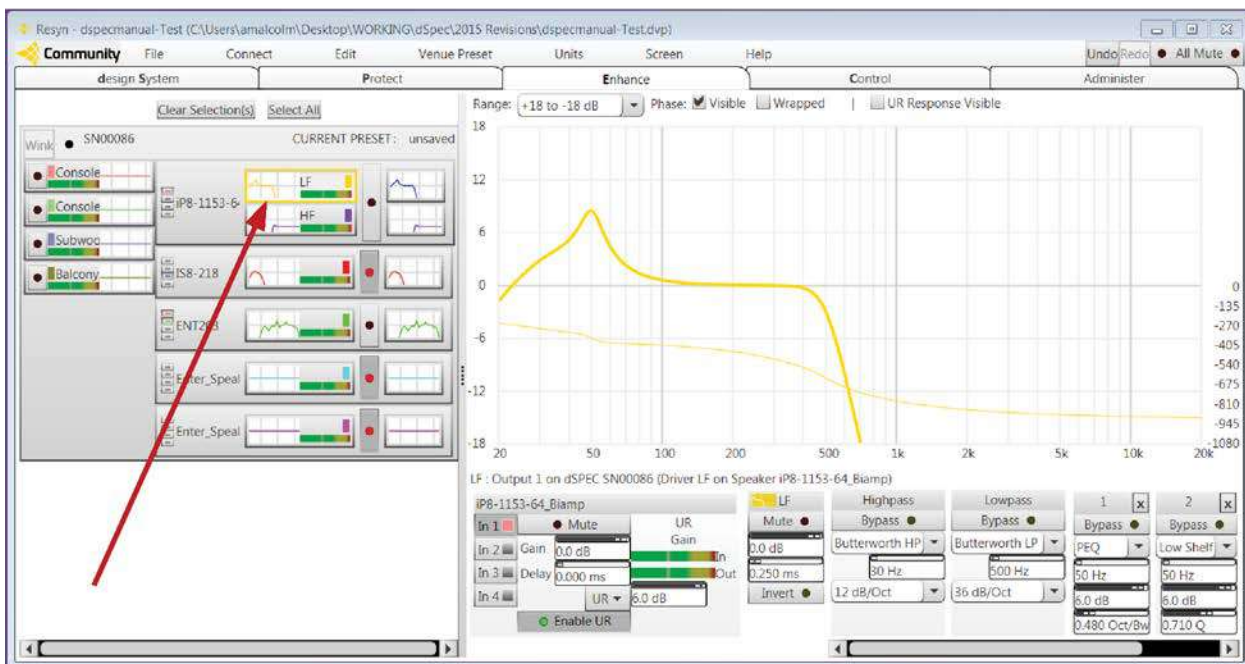 Resyn - dspecmanual-Test (C:\Users\amalcolm\Desktop\WORKING\dSpec\2015 Revisions\dspecmanual-Test.dvp)
Community File Connect Edit Venue Preset Units Screen Help Undo Redo All Mute
design System Protect Enhance Control Administer
Clear Selection(s) Select All
Range: +18 to -18 dB Phase: Visible Wrapped | UR Response Visible
Wink SN00086 CURRENT PRESET: unsaved
Console
Console
Subwoo
Balcony
iP8-1153-6
LF
HF
IS8-218
ENT203
Enter_Speal
Enter_Speal
18
12
6
0
-6
-12
-18
0
-135
-270
-405
-540
-675
-810
-945
-1080
20 50 100 200 500 1k 2k 5k 10k 20k
LF : Output 1 on dSPEC SN00086 (Driver LF on Speaker iP8-1153-64_Biamp)
iP8-1153-64_Biamp
In 1 Mute UR
Gain
In 2 Gain 0.0 dB In
In 3 Delay 0.000 ms Out
In 4 UR 6.0 dB
Enable UR
LF
Mute
0.0 dB
0.250 ms
Invert
Highpass
Bypass
Butterworth HP
30 Hz
12 dB/Oct
Lowpass
Bypass
Butterworth LP
500 Hz
36 dB/Oct
1 x
Bypass
PEQ
50 Hz
6.0 dB
0.480 Oct/Bw
2 x
Bypass
Low Shelf
50 Hz
6.0 dB
0.710 Q